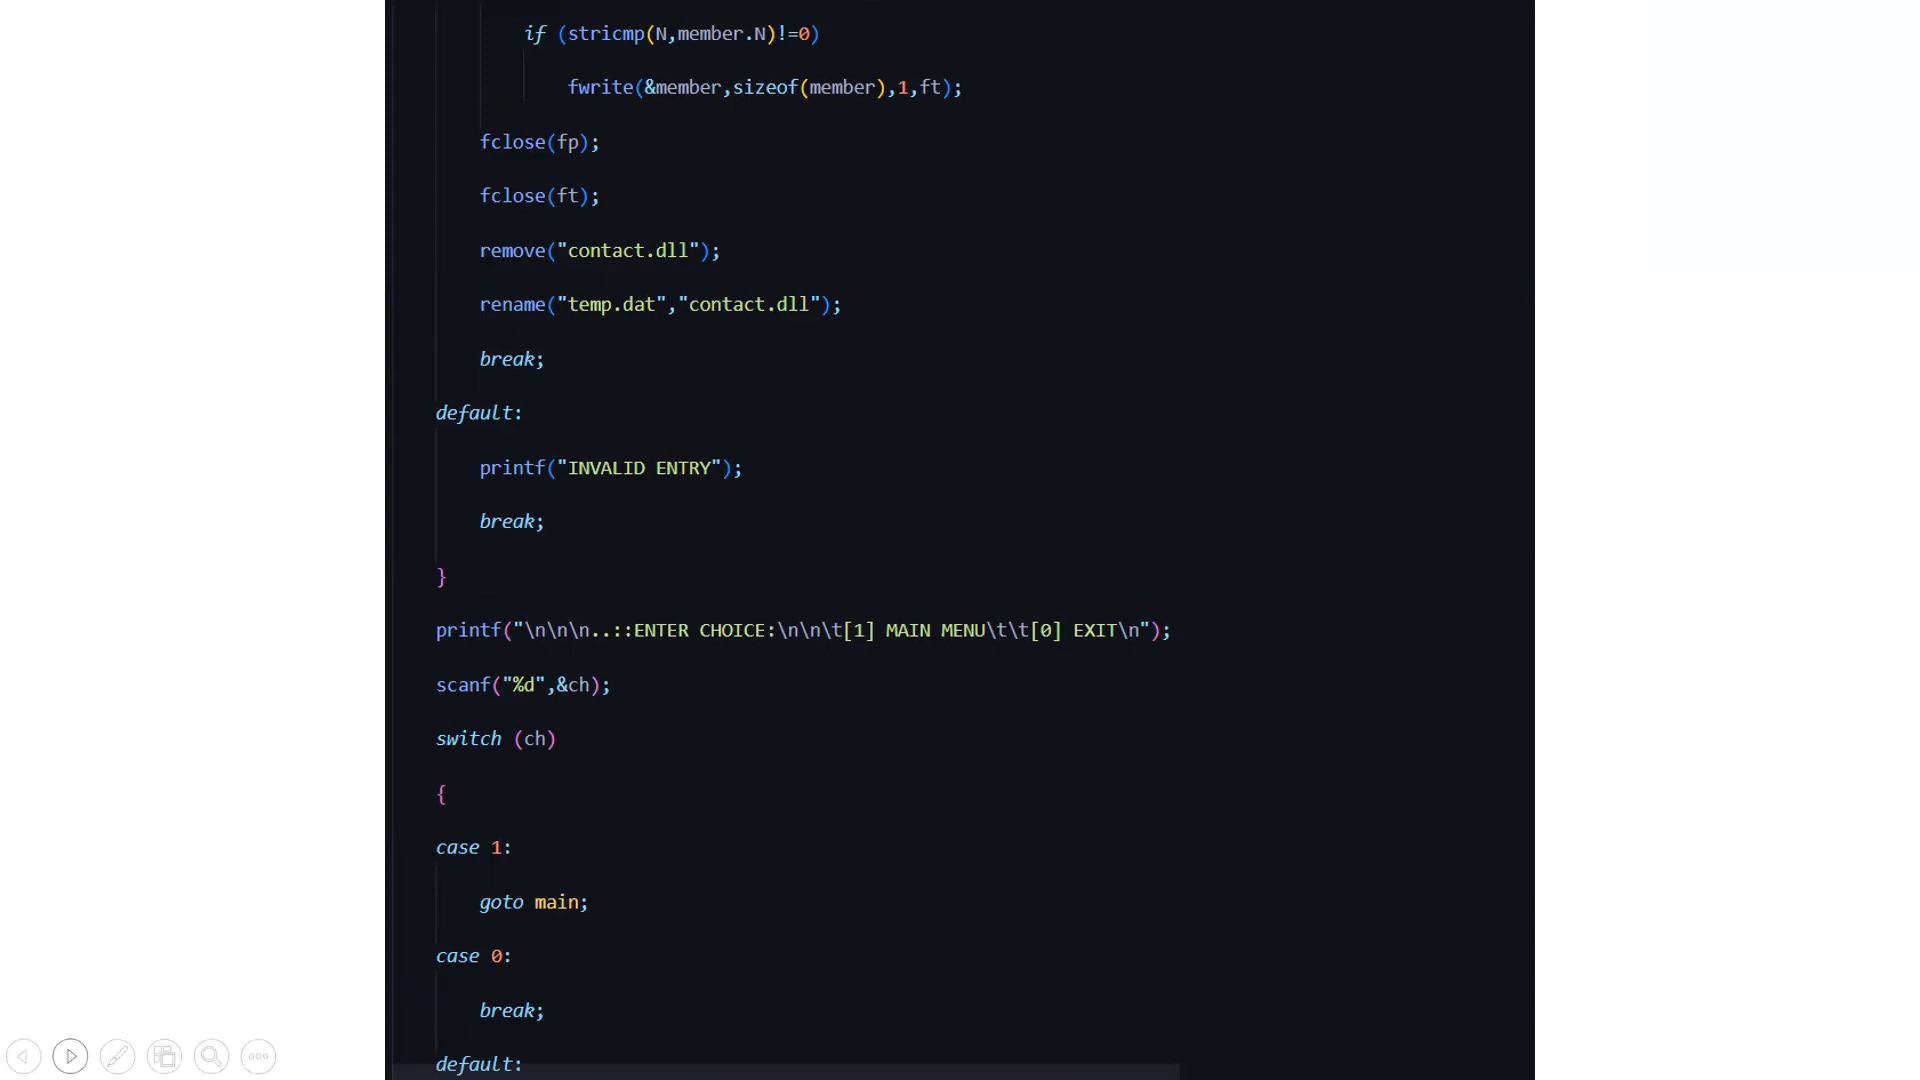 if (stricmp(N,member.N)!=0)
fwrite(&member,sizeof(member),1,ft);
fclose(fp);
fclose(ft);
remove("contact.dll");
rename("temp.dat","contact.dll");
break;
default:
printf("INVALID ENTRY");
break;
}
printf("\n\n\n..::ENTER CHOICE:\n\n\t[1] MAIN MENU\t\t[0] EXIT\n");
scanf("%d",&ch);
switch (ch)
{
case 1:
goto main;
case 0:
break;
default: